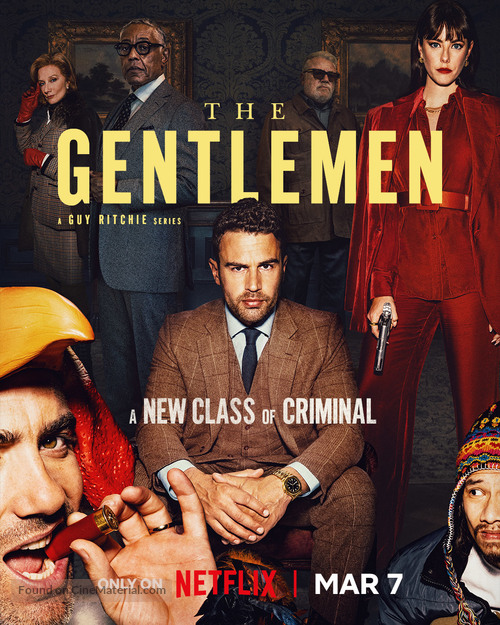 THE
GENTLEMEN
A GUY RITCHIE SERIES
A NEW CLASS OF CRIMINAL
ONLY ON NETFLIX | MAR 7
Found on CineMaterial.com